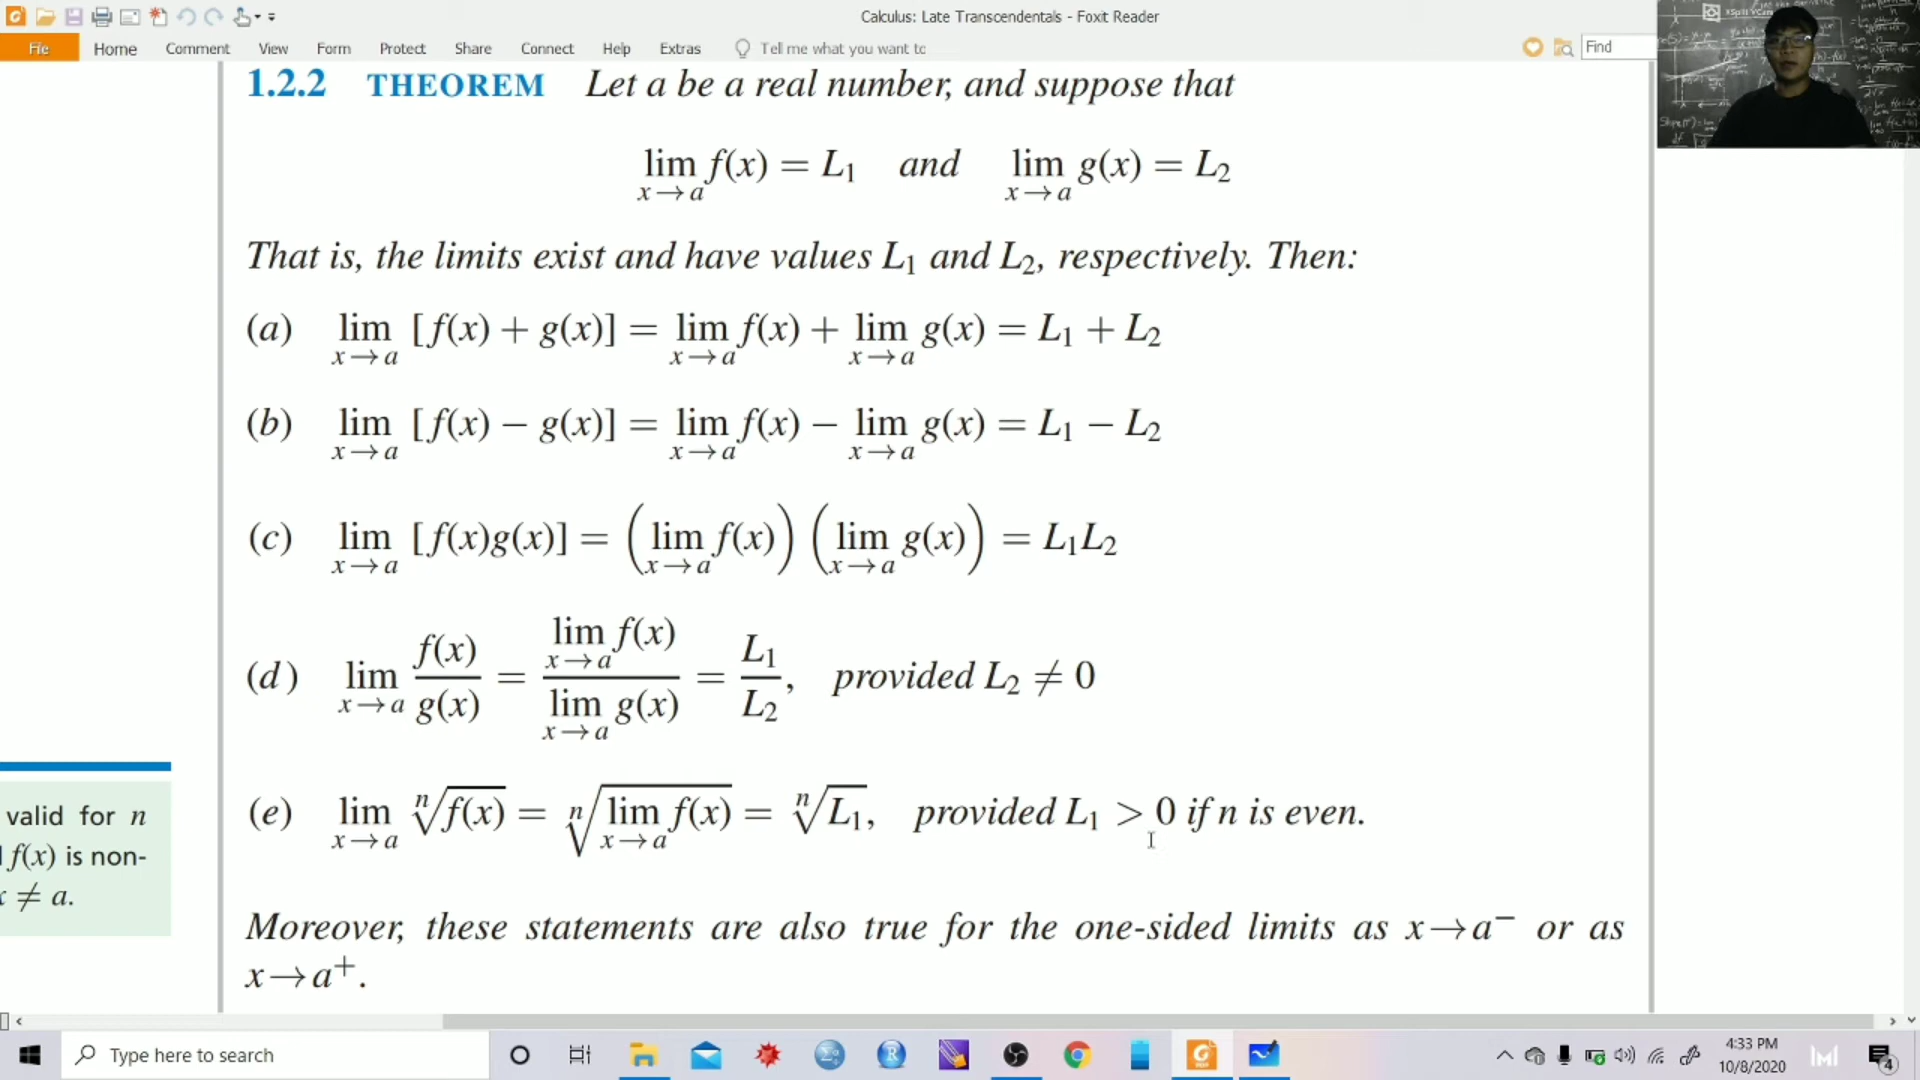 Calculus: Late Transcendentals - Foxit Reader
File Home Comment View Form Protect Share Connect Help Extras Tell me what you want to Find
1.2.2 THEOREM Let a be a real number, and suppose that
lim f(x) = L₁ and lim g(x) = L₂
x→a x→a
That is, the limits exist and have values L₁ and L₂, respectively. Then:
(a) lim [f(x) + g(x)] = lim f(x) + lim g(x) = L₁ + L₂
x→a x→a x→a
(b) lim [f(x) − g(x)] = lim f(x) − lim g(x) = L₁ − L₂
x→a x→a x→a
(c) lim [f(x)g(x)] = (lim f(x)) (lim g(x)) = L₁L₂
x→a x→a x→a
(d) lim x→a f(x)/g(x) = lim x→a f(x) / lim x→a g(x) = L₁/L₂, provided L₂ ≠ 0
(e) lim ⁿ√f(x) = ⁿ√lim f(x) = ⁿ√L₁, provided L₁ > 0 if n is even.
x→a x→a
valid for n
f(x) is non-
≠ a.
Moreover, these statements are also true for the one-sided limits as x→a⁻ or as
x→a⁺.
Type here to search
4:33 PM
10/8/2020
4